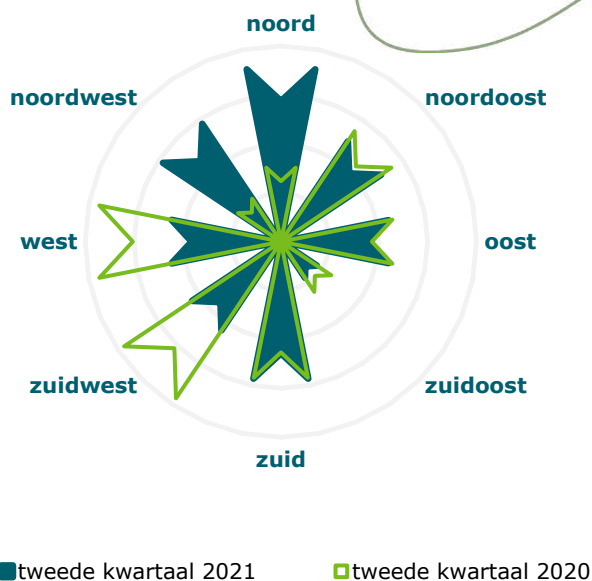 noord
noordwest
noordoost
west
oost
zuidwest
zuidoost
zuid
tweede kwartaal 2021
tweede kwartaal 2020